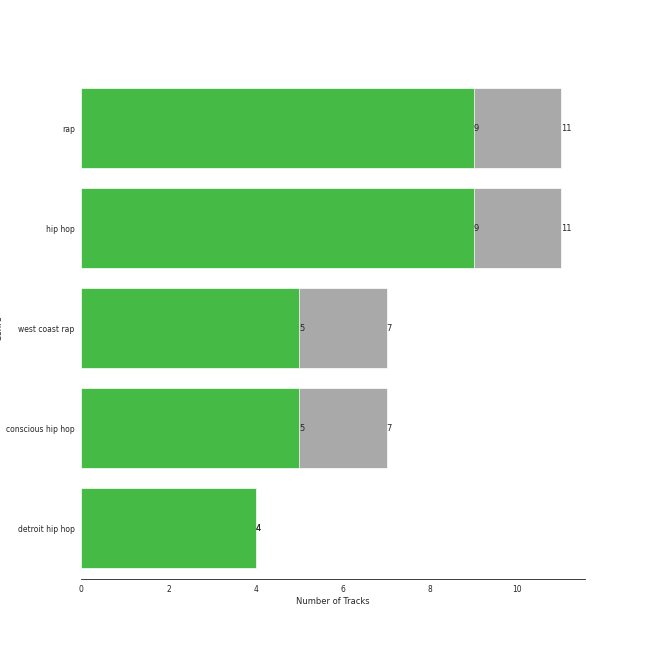 rap 9 11
hip hop 9 11
west coast rap 5 7
conscious hip hop 5 7
detroit hip hop 4
0 2 4 6 8 10
Number of Tracks